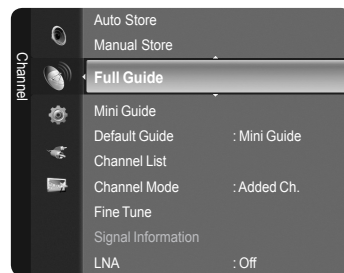 Channel
Auto Store
Manual Store
Full Guide
Mini Guide
Default Guide : Mini Guide
Channel List
Channel Mode : Added Ch.
Fine Tune
Signal Information
LNA : Off